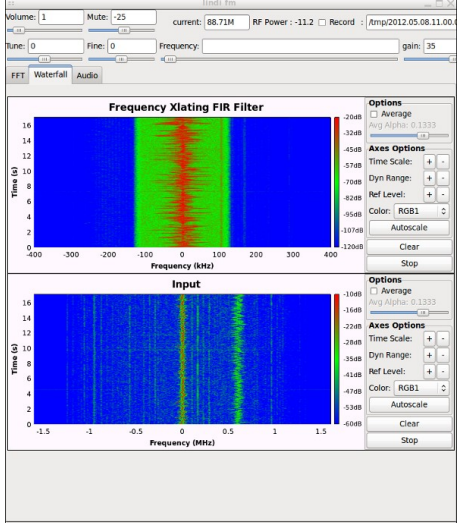 lindi fm
Volume: 1 Mute: -25 current: 88.71M RF Power : -11.2 Record : /tmp/2012.05.08.11.00.0
Tune: 0 Fine: 0 Frequency: gain: 35
FFT Waterfall Audio
Frequency Xlating FIR Filter
Time (s)
16
14
12
10
8
6
4
2
0
-400 -300 -200 -100 0 100 200 300 400
Frequency (kHz)
-20dB
-32dB
-45dB
-57dB
-70dB
-82dB
-95dB
-107dB
-120dB
Options
Average
Avg Alpha: 0.1333
Axes Options
Time Scale: + -
Dyn Range: + -
Ref Level: + -
Color: RGB1
Autoscale
Clear
Stop
Input
Time (s)
16
14
12
10
8
6
4
2
0
-1.5 -1 -0.5 0 0.5 1 1.5
Frequency (MHz)
-10dB
-16dB
-22dB
-28dB
-35dB
-41dB
-47dB
-53dB
-60dB
Options
Average
Avg Alpha: 0.1333
Axes Options
Time Scale: + -
Dyn Range: + -
Ref Level: + -
Color: RGB1
Autoscale
Clear
Stop